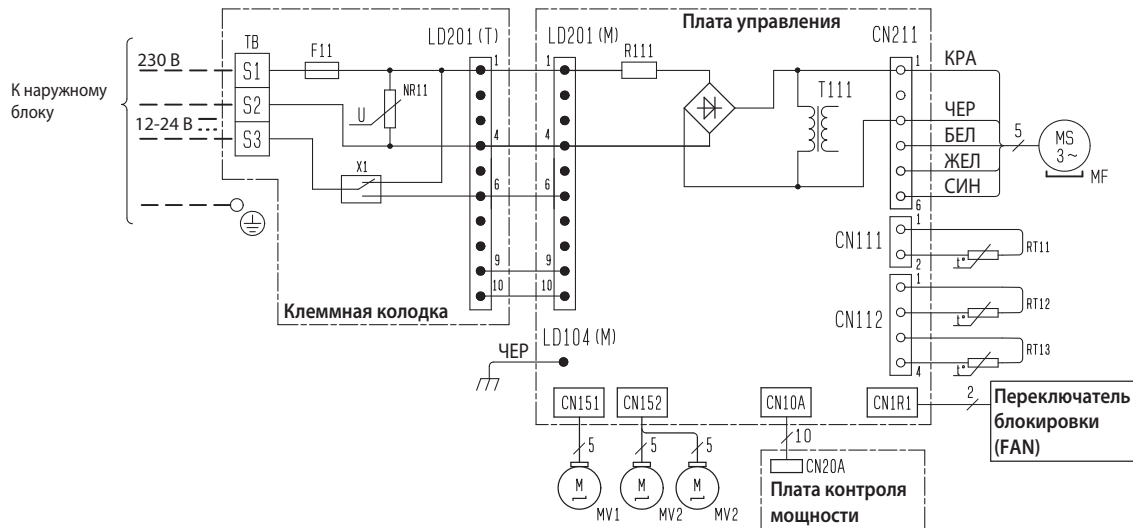 Плата управления
TB
F11
LD201 (T)
LD201 (M)
R111
CN211
230 В
S1
1
1
1
КРА
К наружному
блоку
S2
U
NR11
T111
ЧЕР
12-24 В
S3
4
4
БЕЛ
5
MS
3~
MF
X1
ЖЕЛ
6
6
СИН
6
CN111
1
RT11
t°
2
9
9
10
10
Клеммная колодка
CN112
1
RT12
t°
RT13
t°
4
ЧЕР
LD104 (M)
CN151
CN152
CN10A
CN1R1
2
Переключатель
блокировки
(FAN)
5
5
5
10
M
M
M
MV1
MV2
MV2
CN20A
Плата контроля
мощности